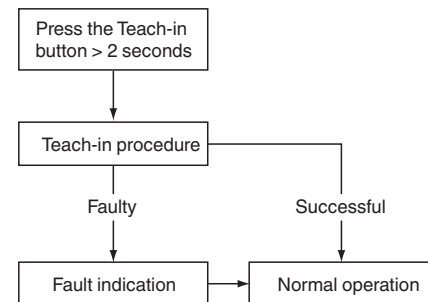 Press the Teach-in
button > 2 seconds
Teach-in procedure
Faulty
Successful
Fault indication
Normal operation